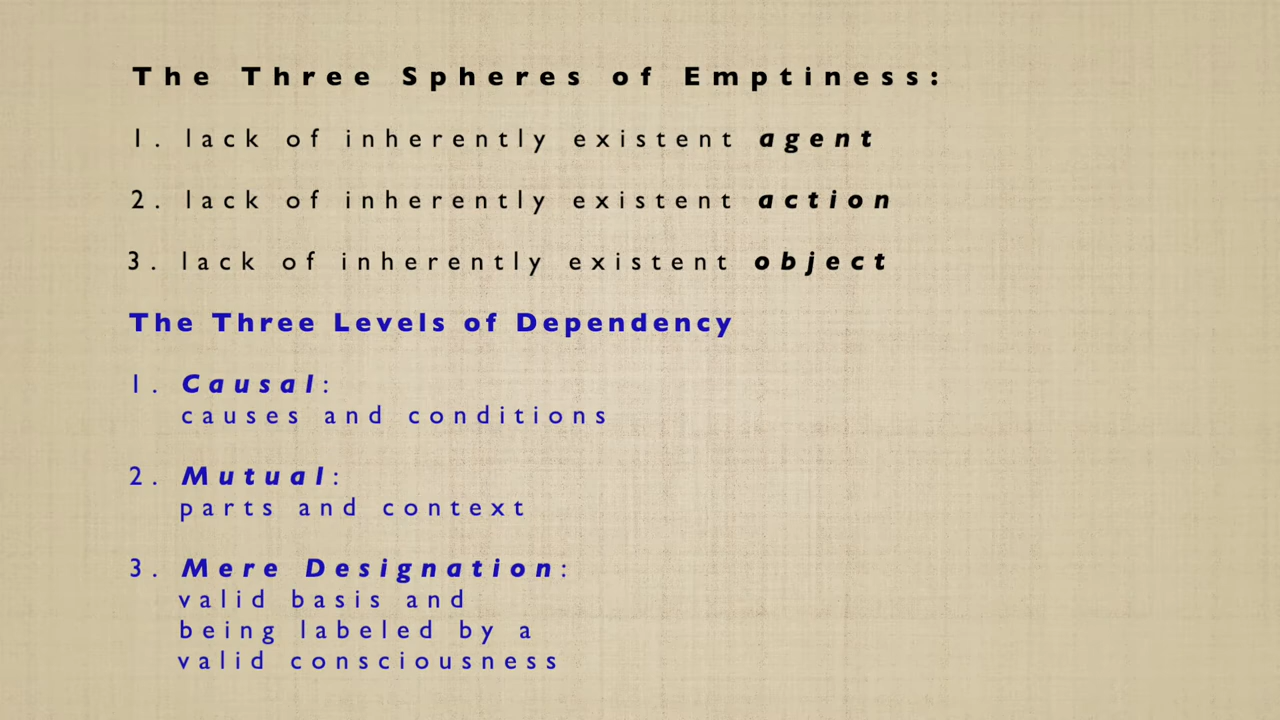 The Three Spheres of Emptiness:
1. lack of inherently existent agent
2. lack of inherently existent action
3. lack of inherently existent object
The Three Levels of Dependency
1. Causal:
causes and conditions
2. Mutual:
parts and context
3. Mere Designation:
valid basis and
being labeled by a
valid consciousness